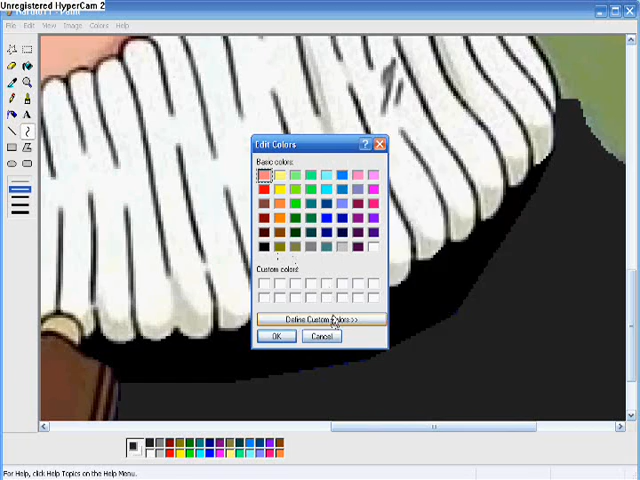 Unregistered HyperCam 2
File Edit View Image Colors Help
Edit Colors
Basic colors:
Custom colors:
Define Custom Colors >>
OK Cancel
For Help, click Help Topics on the Help Menu.